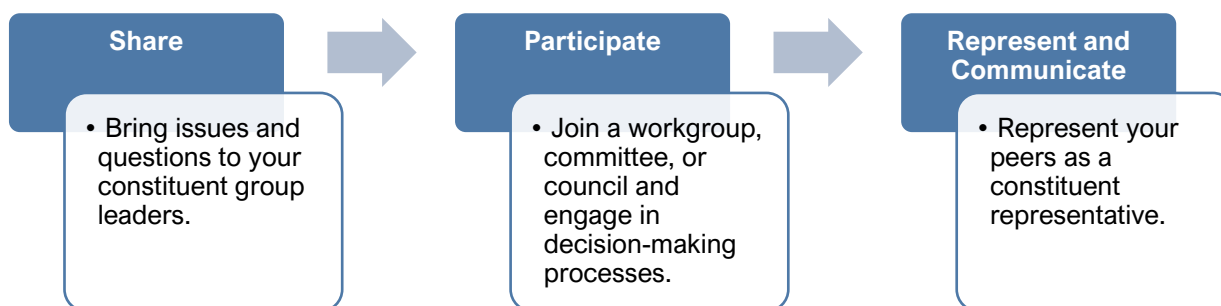 Share
• Bring issues and
questions to your
constituent group
leaders.
Participate
• Join a workgroup,
committee, or
council and
engage in
decision-making
processes.
Represent and
Communicate
• Represent your
peers as a
constituent
representative.